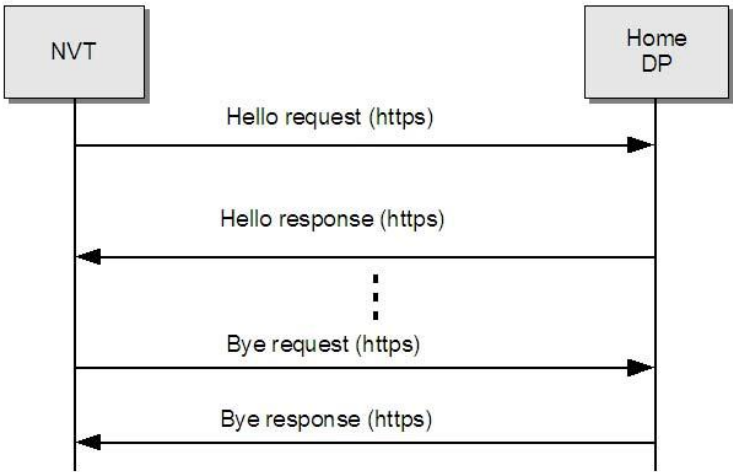 NVT
Home
DP
Hello request (https)
Hello response (https)
Bye request (https)
Bye response (https)